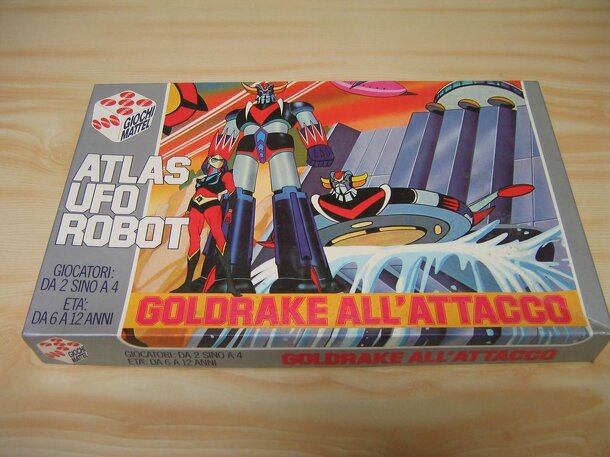 GIOCHI
MATTEL
ATLAS
UFO
ROBOT
GIOCATORI:
DA 2 SINO A 4
ETA:
DA 6 A 12 ANNI
GOLDRAKE ALL'ATTACCO
GIOCHI
MATTEL
GIOCATORI: DA 2 SINO A 4
ETA: DA 6 A 12 ANNI
GOLDRAKE ALL'ATTACCO